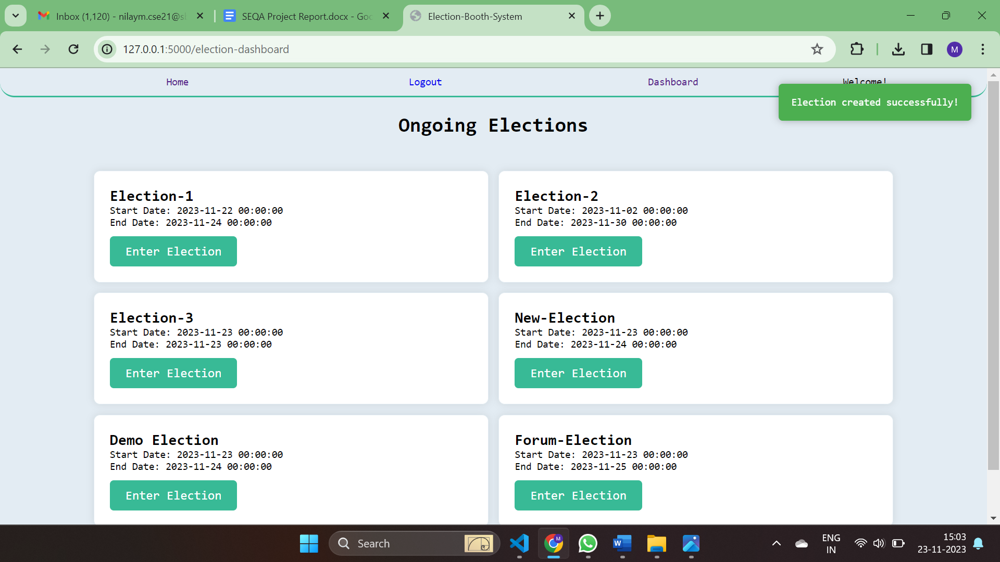 Inbox (1,120) - nilaym.cse21@s
SEQA Project Report.docx - Goo
Election-Booth-System
127.0.0.1:5000/election-dashboard
M
Home
Logout
Dashboard
Welcome!
Election created successfully!
Ongoing Elections
Election-1
Start Date: 2023-11-22 00:00:00
End Date: 2023-11-24 00:00:00
Enter Election
Election-2
Start Date: 2023-11-02 00:00:00
End Date: 2023-11-30 00:00:00
Enter Election
Election-3
Start Date: 2023-11-23 00:00:00
End Date: 2023-11-23 00:00:00
Enter Election
New-Election
Start Date: 2023-11-23 00:00:00
End Date: 2023-11-24 00:00:00
Enter Election
Demo Election
Start Date: 2023-11-23 00:00:00
End Date: 2023-11-24 00:00:00
Enter Election
Forum-Election
Start Date: 2023-11-23 00:00:00
End Date: 2023-11-25 00:00:00
Enter Election
Search
M
W
ENG
IN
15:03
23-11-2023